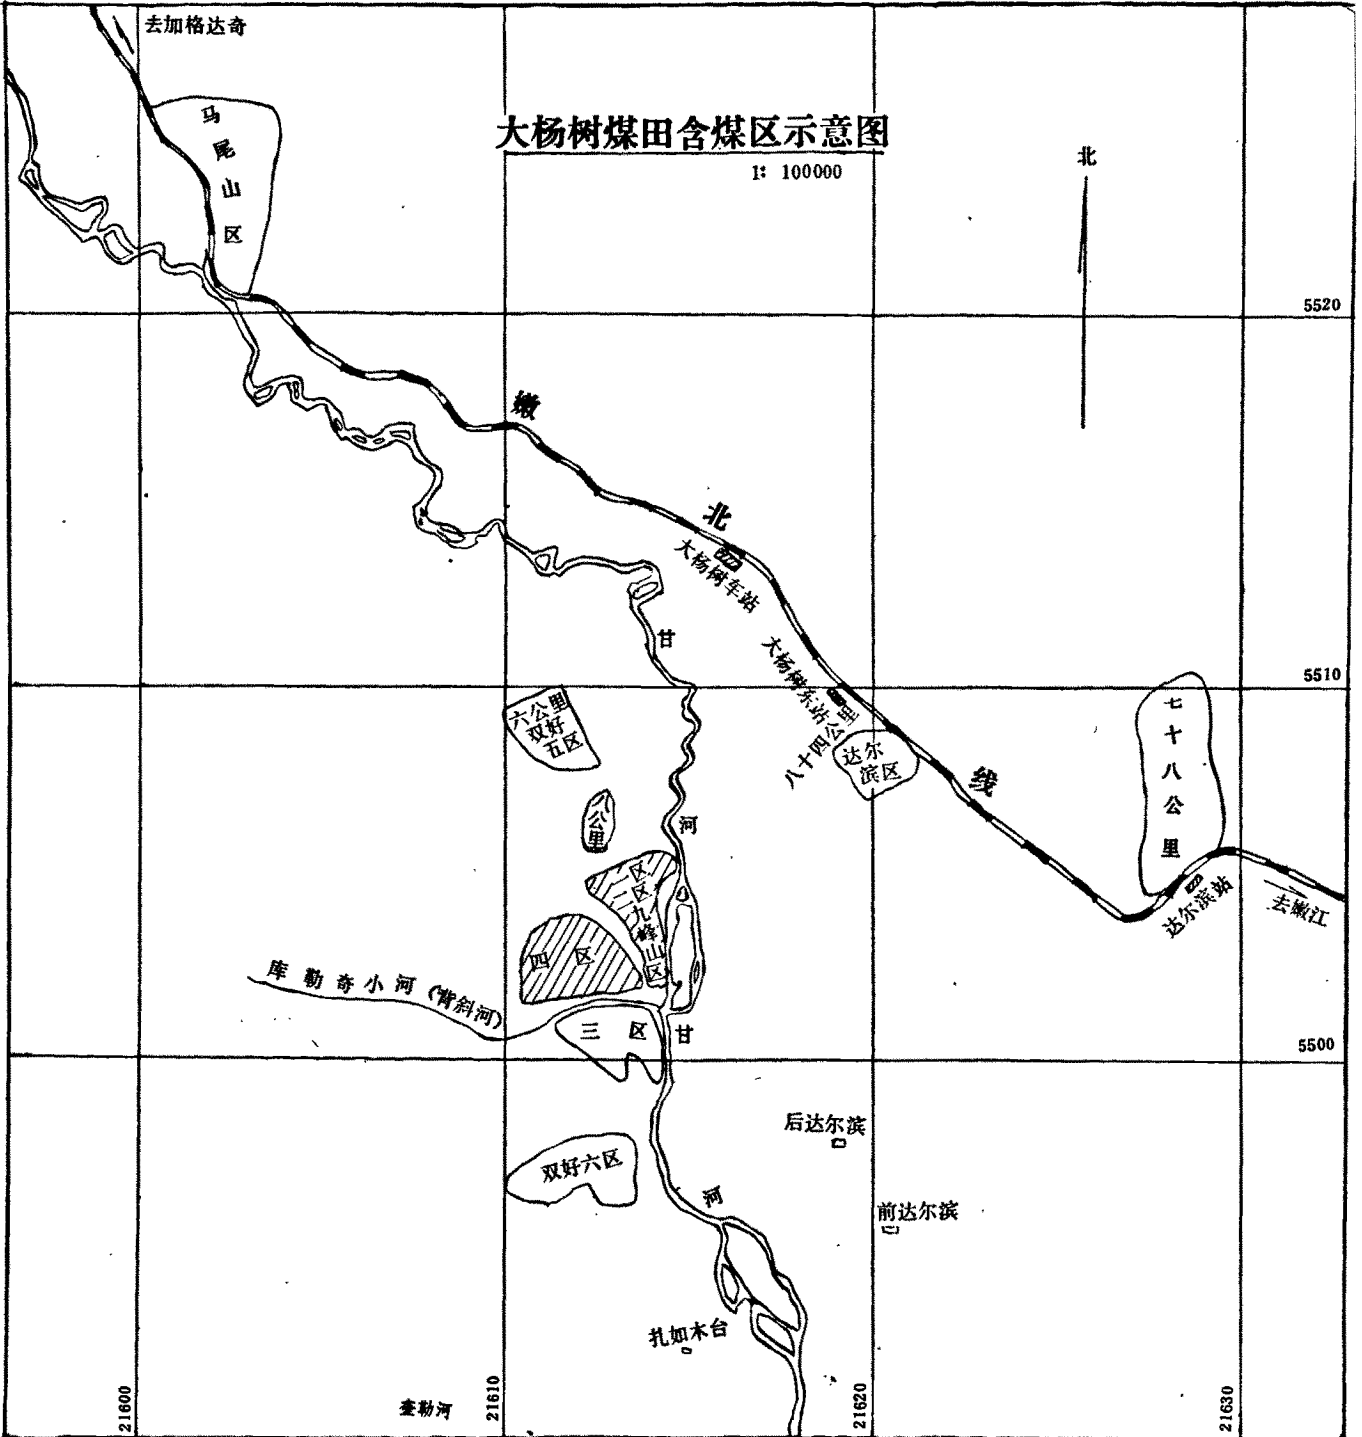 去加格达奇
马尾山区
大杨树煤田含煤区示意图
1: 100000
北
5520
嫩
北
大杨树车站
甘
大杨树东站
5510
七十八公里
六公里
双好
五区
八十四公里
达尔
滨区
线
八公里
河
一区
二区
九峰山区
达尔滨站
去嫩江
四区
库勒奇小河(背斜河)
三区
甘
5500
后达尔滨
双好六区
河
前达尔滨
扎如木台
奎勒河
21600
21610
21620
21630